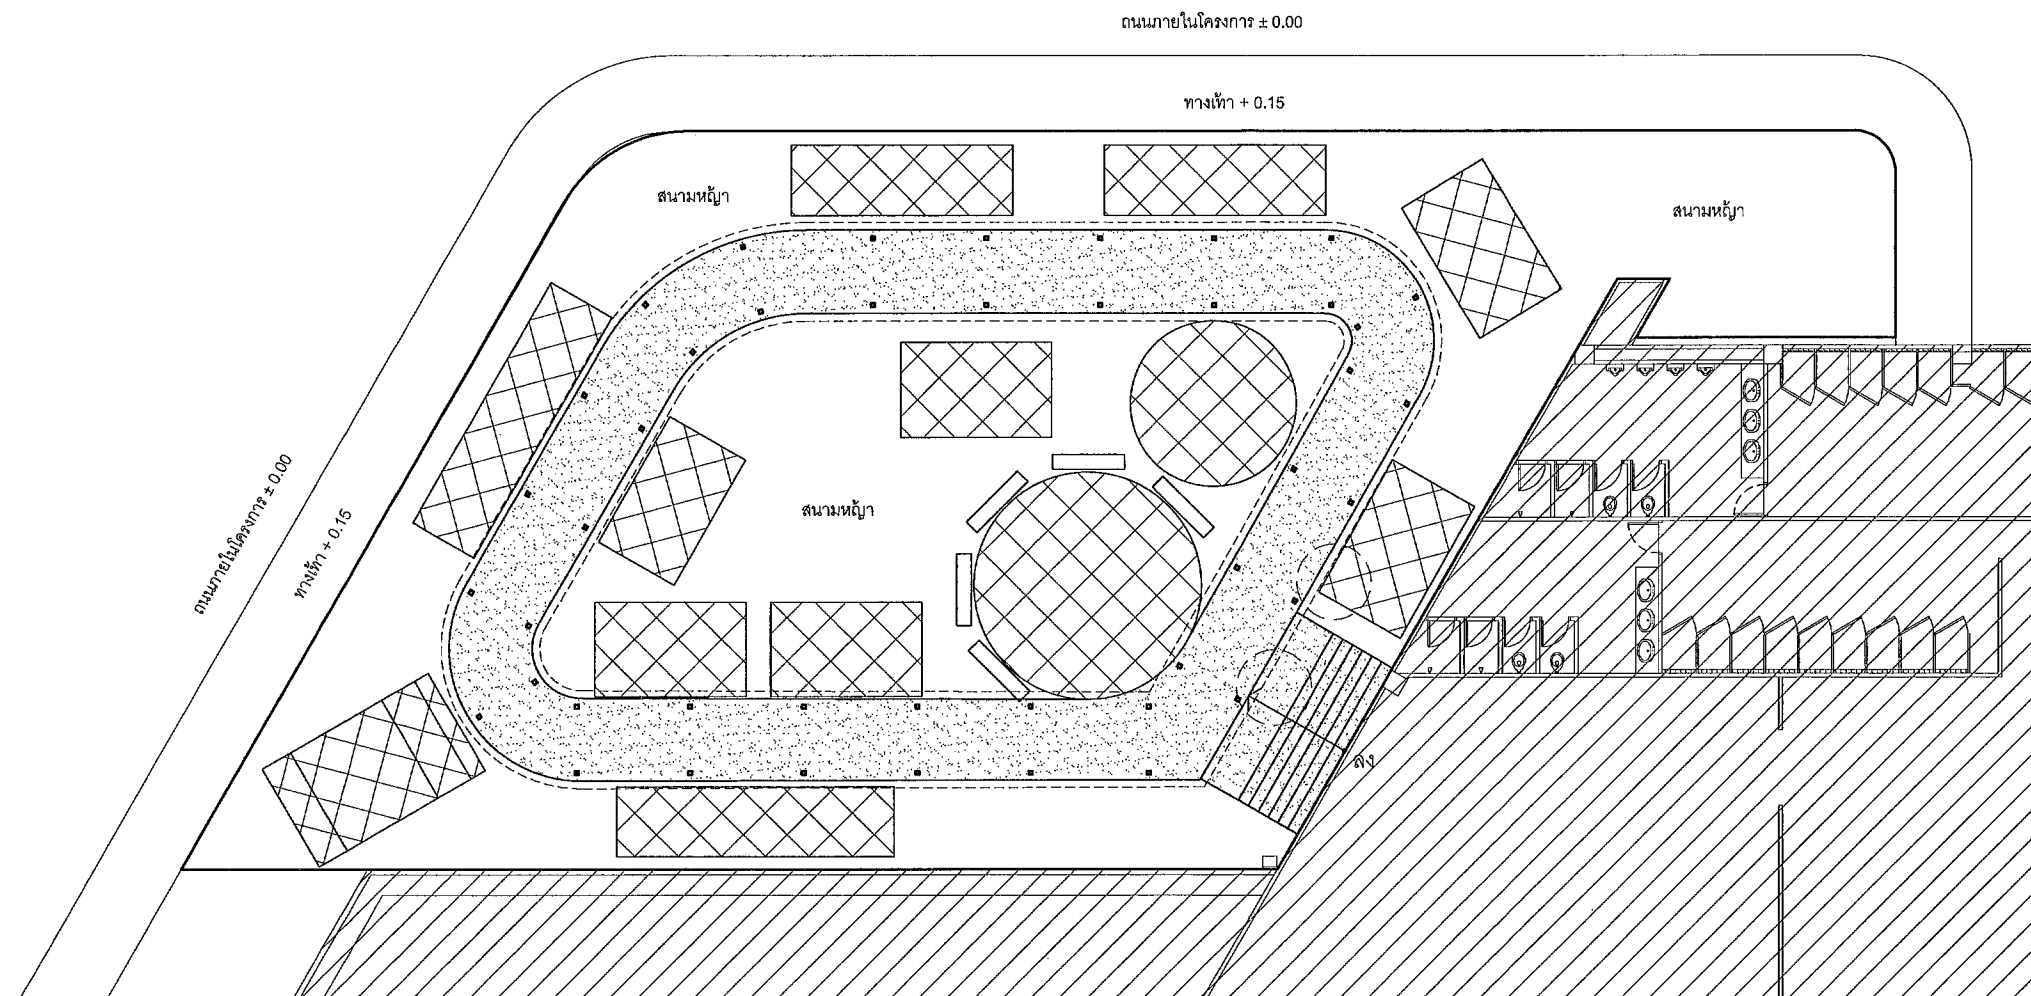 ถนนภายในโครงการ ± 0.00
ทางเท้า + 0.15
สนามหญ้า
สนามหญ้า
ถนนภายในโครงการ ± 0.00
ทางเท้า + 0.15
สนามหญ้า
ลง